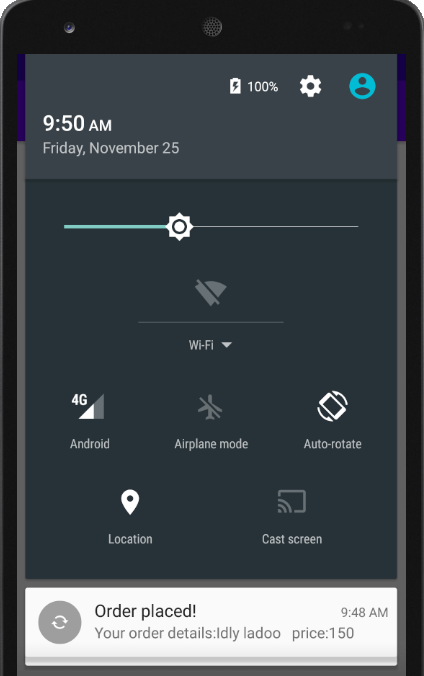 100%
9:50 AM
Friday, November 25
Wi-Fi
4G
Android
Airplane mode
Auto-rotate
Location
Cast screen
Order placed! 9:48 AM
Your order details:Idly ladoo price:150